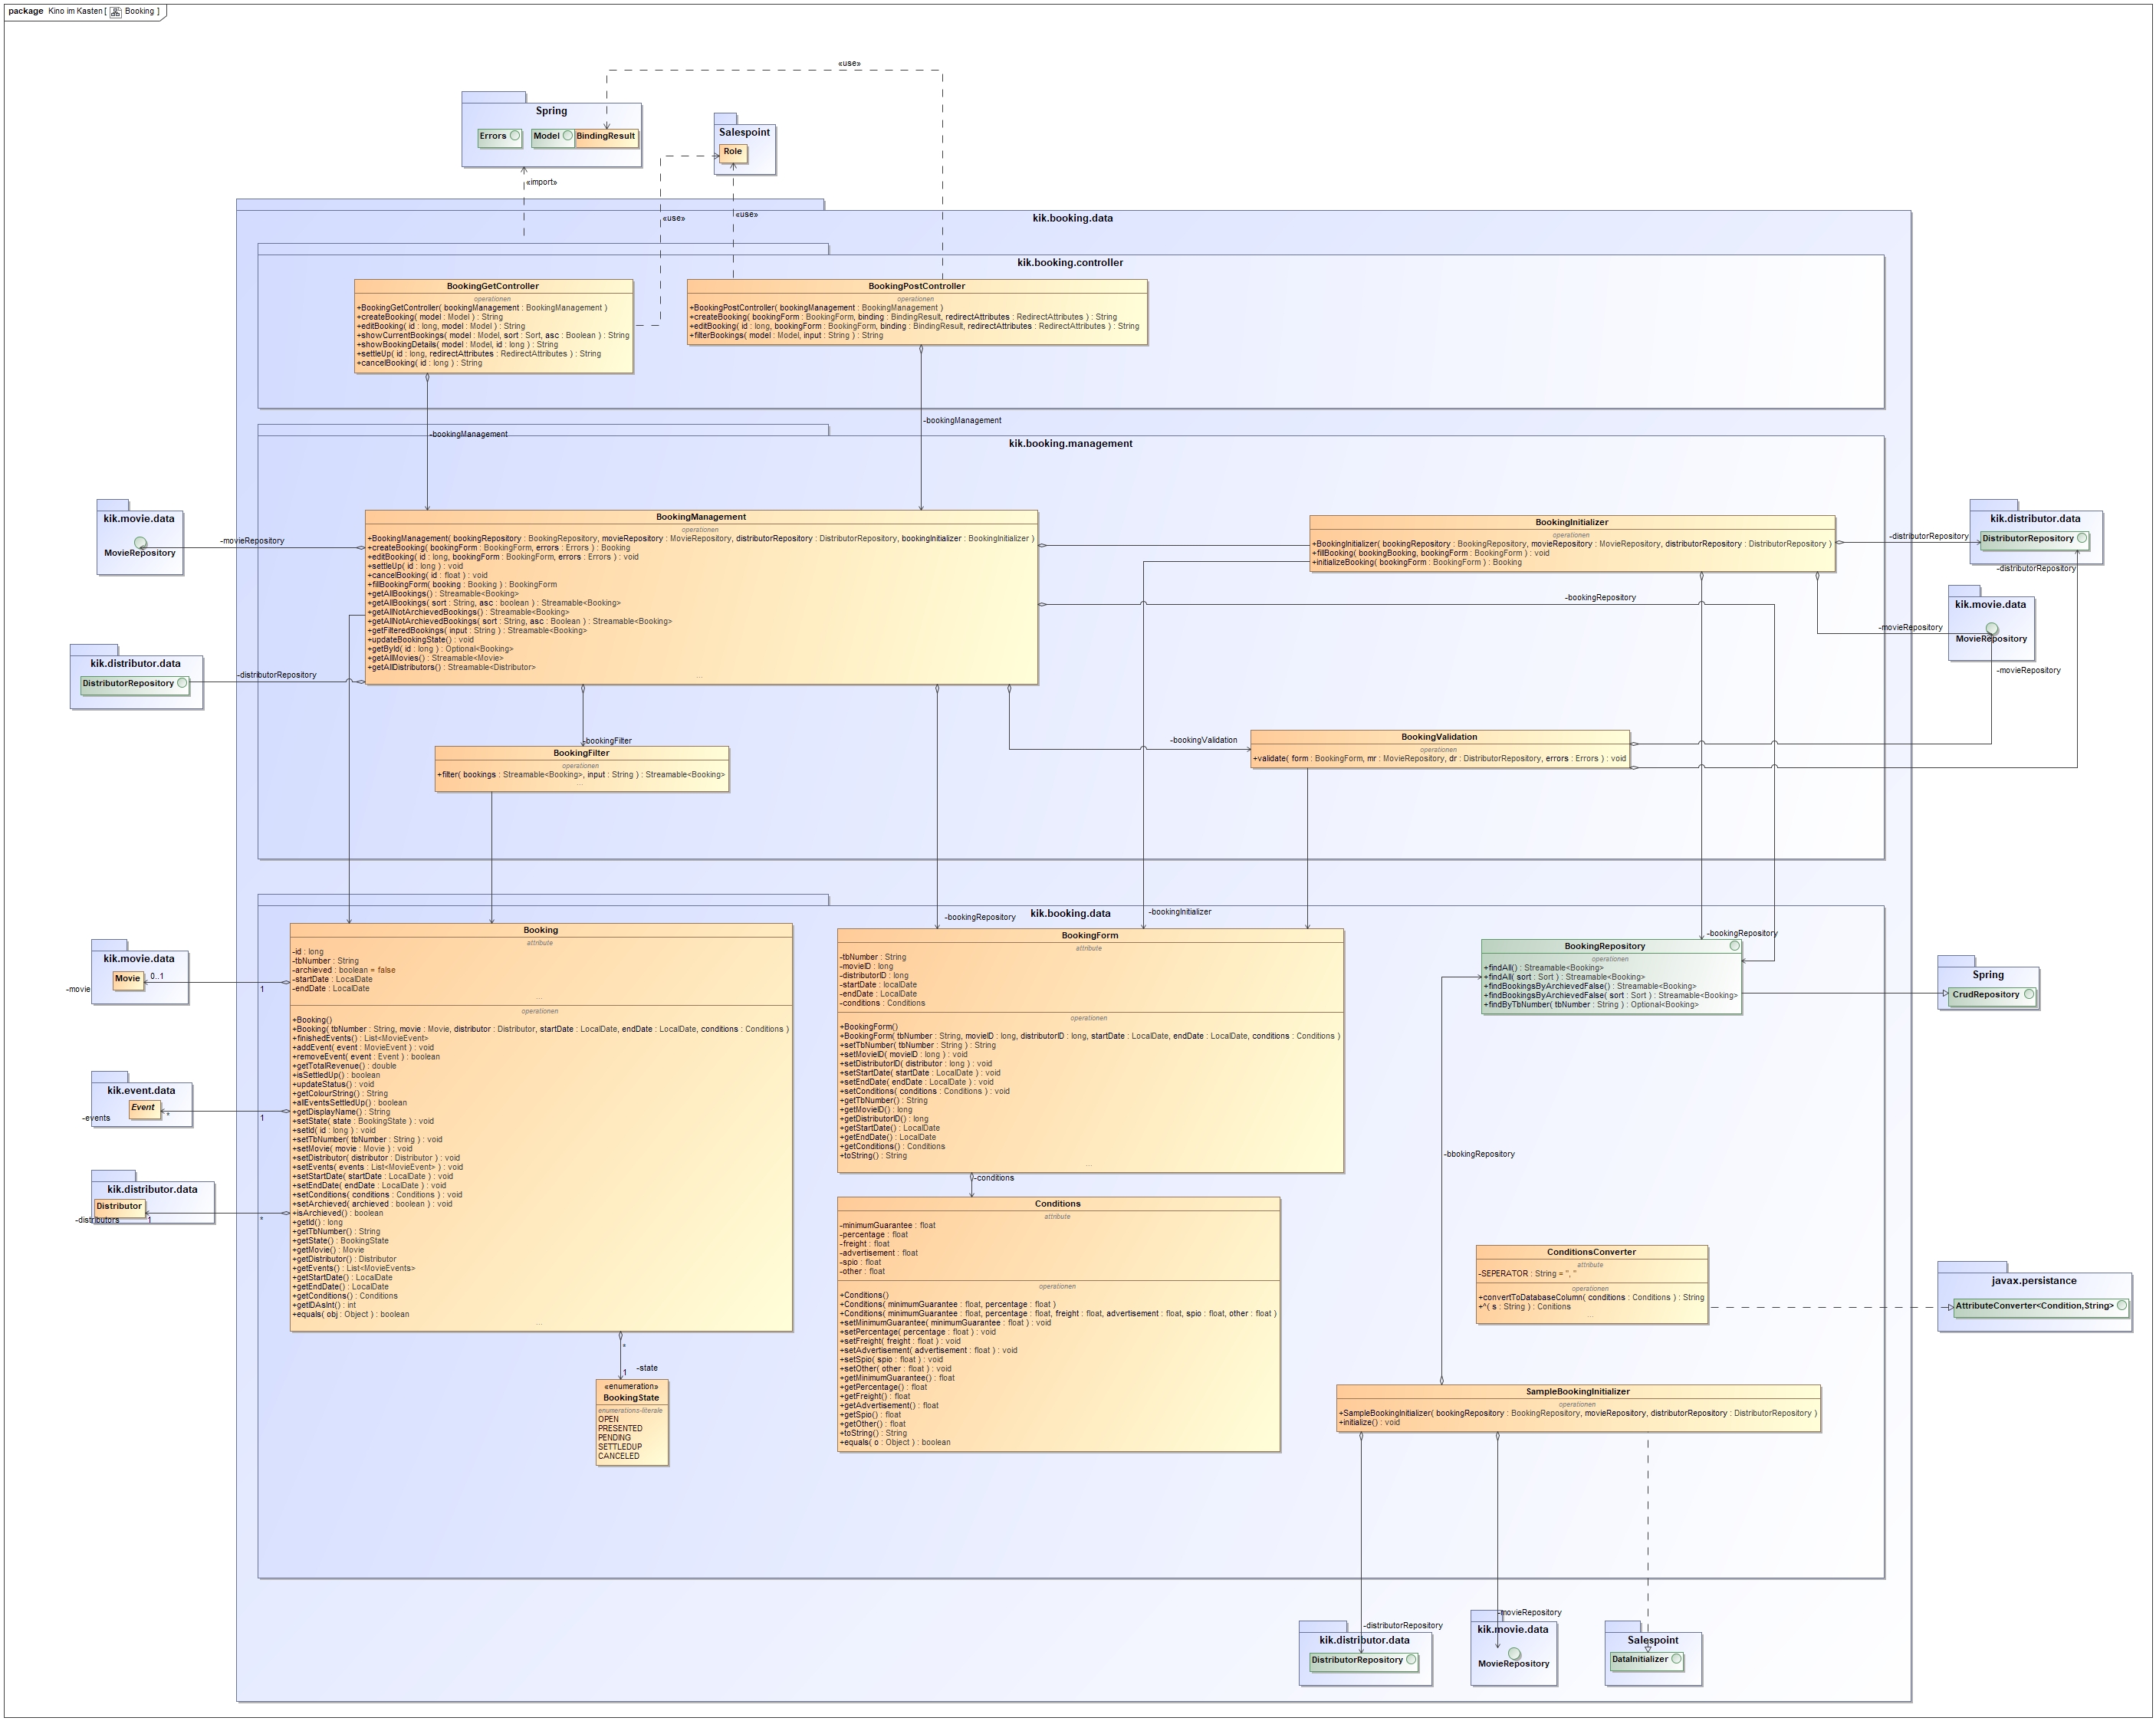 package Kino im Kasten [ Booking ]
«use»
Spring
Errors
Model
BindingResult
Salespoint
Role
«import»
«use»
«use»
kik.booking.data
kik.booking.controller
BookingGetController
operationen
+BookingGetController( bookingManagement : BookingManagement )
+createBooking( model : Model ) : String
+editBooking( id : long, model : Model ) : String
+showCurrentBookings( model : Model, sort : Sort, asc : Boolean ) : String
+showBookingDetails( model : Model, id : long ) : String
+settleUp( id : long, redirectAttributes : RedirectAttributes ) : String
+cancelBooking( id : long ) : String
BookingPostController
operationen
+BookingPostController( bookingManagement : BookingManagement )
+createBooking( bookingForm : BookingForm, binding : BindingResult, redirectAttributes : RedirectAttributes ) : String
+editBooking( id : long, bookingForm : BookingForm, binding : BindingResult, redirectAttributes : RedirectAttributes ) : String
+filterBookings( model : Model, input : String ) : String
-bookingManagement
-bookingManagement
kik.booking.management
kik.movie.data
MovieRepository
-movieRepository
BookingManagement
operationen
+BookingManagement( bookingRepository : BookingRepository, movieRepository : MovieRepository, distributorRepository : DistributorRepository, bookingInitializer : BookingInitializer )
+createBooking( bookingForm : BookingForm, errors : Errors ) : Booking
+editBooking( id : long, bookingForm : BookingForm, errors : Errors ) : void
+settleUp( id : long ) : void
+cancelBooking( id : float ) : void
+fillBookingForm( booking : Booking ) : BookingForm
+getAllBookings() : Streamable<Booking>
+getAllBookings( sort : String, asc : boolean ) : Streamable<Booking>
+getAllNotArchievedBookings() : Streamable<Booking>
+getAllNotArchievedBookings( sort : String, asc : Boolean ) : Streamable<Booking>
+getFilteredBookings( input : String ) : Streamable<Booking>
+updateBookingState() : void
+getById( id : long ) : Optional<Booking>
+getAllMovies() : Streamable<Movie>
+getAllDistributors() : Streamable<Distributor>
...
BookingInitializer
operationen
+BookingInitializer( bookingRepository : BookingRepository, movieRepository : MovieRepository, distributorRepository : DistributorRepository )
+fillBooking( bookingBooking, bookingForm : BookingForm ) : void
+initializeBooking( bookingForm : BookingForm ) : Booking
-distributorRepository
kik.distributor.data
DistributorRepository
-distributorRepository
-bookingRepository
kik.movie.data
-movieRepository
MovieRepository
-movieRepository
kik.distributor.data
DistributorRepository
-distributorRepository
-bookingFilter
BookingFilter
operationen
+filter( bookings : Streamable<Booking>, input : String ) : Streamable<Booking>
...
-bookingValidation
BookingValidation
operationen
+validate( form : BookingForm, mr : MovieRepository, dr : DistributorRepository, errors : Errors ) : void
kik.booking.data
-bookingRepository
-bookingInitializer
-bookingRepository
Booking
attribute
-id : long
-tbNumber : String
-archived : boolean = false
-startDate : LocalDate
-endDate : LocalDate
...
operationen
+Booking()
+Booking( tbNumber : String, movie : Movie, distributor : Distributor, startDate : LocalDate, endDate : LocalDate, conditions : Conditions )
+finishedEvents() : List<MovieEvent>
+addEvent( event : MovieEvent ) : void
+removeEvent( event : Event ) : boolean
+getTotalRevenue() : double
+isSettledUp() : boolean
+updateStatus() : void
+getColourString() : String
+allEventsSettledUp() : boolean
+getDisplayName() : String
+setState( state : BookingState ) : void
+setId( id : long ) : void
+setTbNumber( tbNumber : String ) : void
+setMovie( movie : Movie ) : void
+setDistributor( distributor : Distributor ) : void
+setEvents( events : List<MovieEvent> ) : void
+setStartDate( startDate : LocalDate ) : void
+setEndDate( endDate : LocalDate ) : void
+setConditions( conditions : Conditions ) : void
+setArchived( archived : boolean ) : void
+isArchived() : boolean
+getId() : long
+getTbNumber() : String
+getState() : BookingState
+getMovie() : Movie
+getDistributor() : Distributor
+getEvents() : List<MovieEvents>
+getStartDate() : LocalDate
+getEndDate() : LocalDate
+getConditions() : Conditions
+getIDAsInt() : int
+equals( obj : Object ) : boolean
...
kik.movie.data
Movie
0..1
-movie
1
kik.event.data
Event
*
-events
1
kik.distributor.data
Distributor
-distributors
1
*
*
-state
1
«enumeration»
BookingState
enumerations-literale
OPEN
PRESENTED
PENDING
SETTLEDUP
CANCELED
BookingForm
attribute
-tbNumber : String
-movieID : long
-distributorID : long
-startDate : localDate
-endDate : LocalDate
-conditions : Conditions
operationen
+BookingForm()
+BookingForm( tbNumber : String, movieID : long, distributorID : long, startDate : LocalDate, endDate : LocalDate, conditions : Conditions )
+setTbNumber( tbNumber : String ) : String
+setMovieID( movieID : long ) : void
+setDistributorID( distributor : long ) : void
+setStartDate( startDate : LocalDate ) : void
+setEndDate( endDate : LocalDate ) : void
+setConditions( conditions : Conditions ) : void
+getTbNumber() : String
+getMovieID() : long
+getDistributorID() : long
+getStartDate() : LocalDate
+getEndDate() : LocalDate
+getConditions() : Conditions
+toString() : String
...
-conditions
Conditions
attribute
-minimumGuarantee : float
-percentage : float
-freight : float
-advertisement : float
-spio : float
-other : float
operationen
+Conditions()
+Conditions( minimumGuarantee : float, percentage : float )
+Conditions( minimumGuarantee : float, percentage : float, freight : float, advertisement : float, spio : float, other : float )
+setMinimumGuarantee( minimumGuarantee : float ) : void
+setPercentage( percentage : float ) : void
+setFreight( freight : float ) : void
+setAdvertisement( advertisement : float ) : void
+setSpio( spio : float ) : void
+setOther( other : float ) : void
+getMinimumGuarantee() : float
+getPercentage() : float
+getFreight() : float
+getAdvertisement() : float
+getSpio() : float
+getOther() : float
+toString() : String
+equals( o : Object ) : boolean
BookingRepository
operationen
+findAll() : Streamable<Booking>
+findAll( sort : Sort ) : Streamable<Booking>
+findBookingsByArchivedFalse() : Streamable<Booking>
+findBookingsByArchivedFalse( sort : Sort ) : Streamable<Booking>
+findByTbNumber( tbNumber : String ) : Optional<Booking>
Spring
CrudRepository
-bbokingRepository
ConditionsConverter
attribute
-SEPERATOR : String = ", "
operationen
+convertToDatabaseColumn( conditions : Conditions ) : String
+^( s : String ) : Conitions
...
javax.persistance
AttributeConverter<Condition,String>
SampleBookingInitializer
operationen
+SampleBookingInitializer( bookingRepository : BookingRepository, movieRepository, distributorRepository : DistributorRepository )
+initialize() : void
-distributorRepository
kik.distributor.data
DistributorRepository
-movieRepository
kik.movie.data
MovieRepository
Salespoint
DataInitializer